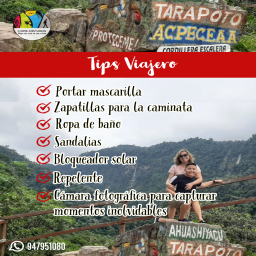 TARAPOTO
¡PROTEGEME!
ACPECEAA
CORDILLERA ESCALERA
Tips Viajero
Portar mascarilla
Zapatillas para la caminata
Ropa de baño
Sandalias
Bloqueador solar
Repelente
Cámara fotográfica para capturar
momentos inolvidables
AHUASHIYACU
TARAPOTO
947951080